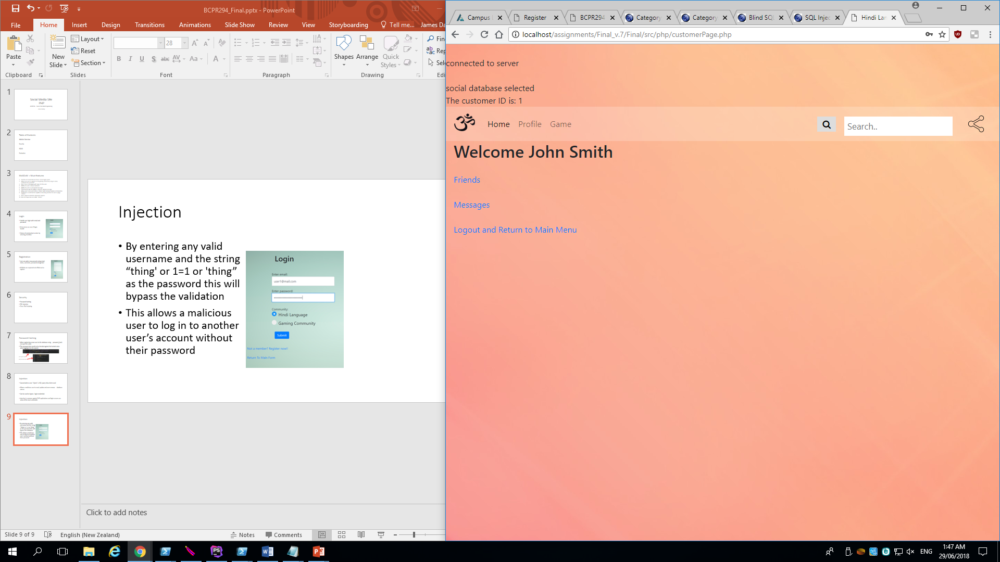 BCPR294_Final.pptx - PowerPoint
File Home Insert Design Transitions Animations Slide Show Review View Storyboarding Tell me... James Da
Paste
Clipboard
New
Slide
Layout
Reset
Section
Slides
28
B I U S abc AV Aa A
Font
Paragraph
Shapes Arrange Quick
Styles
Drawing
Fin
Rep
Sel
Edi
1
Social Media Site
PHP
2
Table of Contents
3
4
Login
5
Registration
6
Security
7
Password Hashing
8
Injection
9
Injection
Injection
• By entering any valid
username and the string
“thing' or 1=1 or 'thing”
as the password this will
bypass the validation
• This allows a malicious
user to log in to another
user’s account without
their password
Login
Enter email:
user1@mail.com
Enter password:
Community:
Hindi Language
Gaming Community
Submit
Not a member? Register now!!
Return To Main Form
Click to add notes
Slide 9 of 9 English (New Zealand) Notes Comments
Campus Register BCPR294 Category Category Blind SQL SQL Injec Hindi Lan
localhost/assignments/Final_v.7/Final/src/php/customerPage.php
connected to server
social database selected
The customer ID is: 1
ॐ Home Profile Game Search..
Welcome John Smith
Friends
Messages
Logout and Return to Main Menu
ENG 1:47 AM
29/06/2018